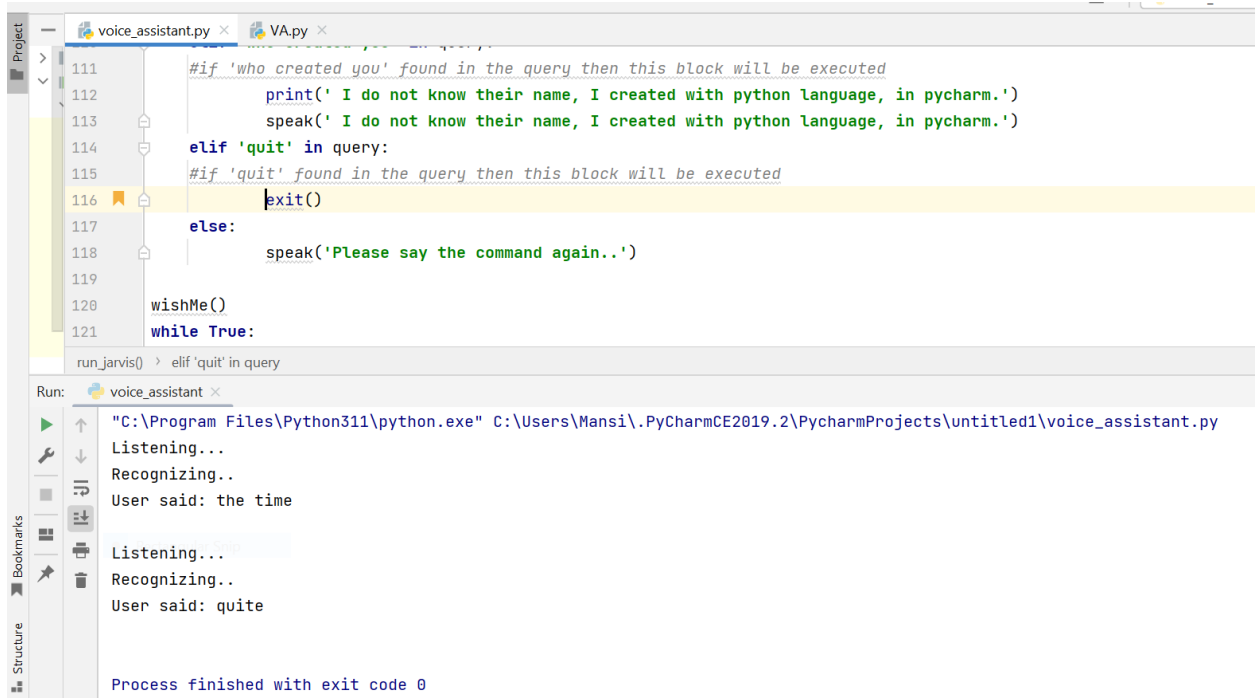 Project
voice_assistant.py
VA.py
111 #if 'who created you' found in the query then this block will be executed
112 print(' I do not know their name, I created with python language, in pycharm.')
113 speak(' I do not know their name, I created with python language, in pycharm.')
114 elif 'quit' in query:
115 #if 'quit' found in the query then this block will be executed
116 exit()
117 else:
118 speak('Please say the command again..')
119
120 wishMe()
121 while True:
run_jarvis() › elif 'quit' in query
Run: voice_assistant
"C:\Program Files\Python311\python.exe" C:\Users\Mansi\.PyCharmCE2019.2\PycharmProjects\untitled1\voice_assistant.py
Listening...
Recognizing..
User said: the time
Listening...
Recognizing..
User said: quite
Process finished with exit code 0
Bookmarks
Structure